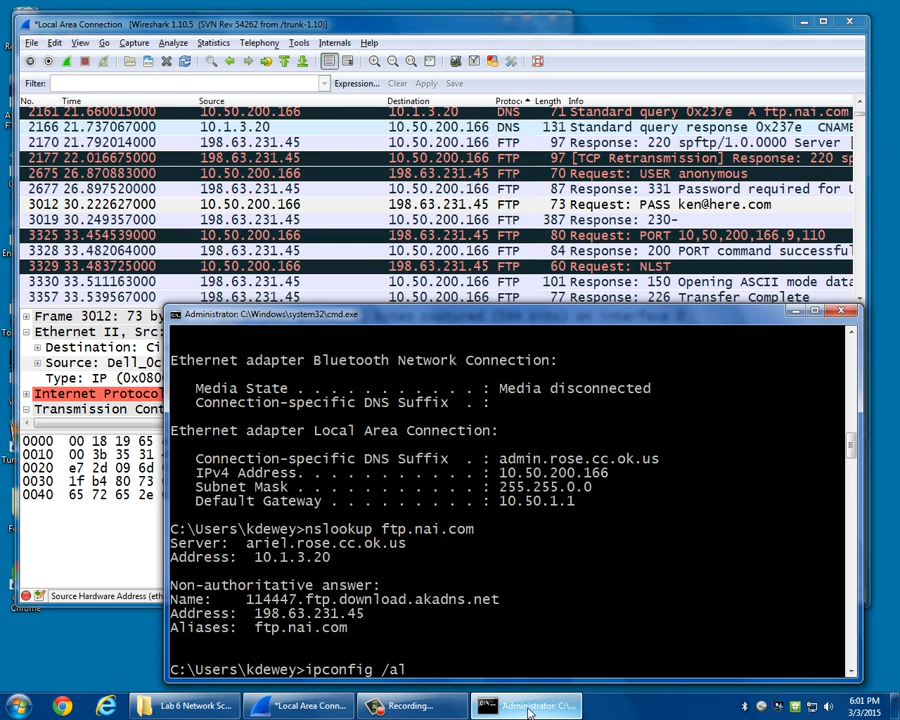 *Local Area Connection [Wireshark 1.10.5 (SVN Rev 54262 from /trunk-1.10)]
File Edit View Go Capture Analyze Statistics Telephony Tools Internals Help
Filter: Expression... Clear Apply Save
No. Time Source Destination Protoc Length Info
2161 21.660015000 10.50.200.166 10.1.3.20 DNS 71 Standard query 0x237e A ftp.nai.com
2166 21.737067000 10.1.3.20 10.50.200.166 DNS 131 Standard query response 0x237e CNAME
2170 21.792014000 198.63.231.45 10.50.200.166 FTP 97 Response: 220 spftp/1.0.0000 Server [
2177 22.016675000 198.63.231.45 10.50.200.166 FTP 97 [TCP Retransmission] Response: 220 sp
2675 26.870883000 10.50.200.166 198.63.231.45 FTP 70 Request: USER anonymous
2677 26.897520000 198.63.231.45 10.50.200.166 FTP 87 Response: 331 Password required for U
3012 30.222627000 10.50.200.166 198.63.231.45 FTP 73 Request: PASS ken@here.com
3019 30.249357000 198.63.231.45 10.50.200.166 FTP 387 Response: 230-
3325 33.454539000 10.50.200.166 198.63.231.45 FTP 80 Request: PORT 10,50,200,166,9,110
3328 33.482064000 198.63.231.45 10.50.200.166 FTP 84 Response: 200 PORT command successful
3329 33.483725000 10.50.200.166 198.63.231.45 FTP 60 Request: NLST
3330 33.511163000 198.63.231.45 10.50.200.166 FTP 101 Response: 150 Opening ASCII mode data
3357 33.539567000 198.63.231.45 10.50.200.166 FTP 77 Response: 226 Transfer Complete
Frame 3012: 73 by
Ethernet II, Src:
Destination: Ci
Source: Dell_0c
Type: IP (0x080
Internet Protoco
Transmission Cont
0000 00 18 19 65
0010 00 3b 35 31
0020 e7 2d 09 6d
0030 1f b4 80 73
0040 65 72 65 2e
Source Hardware Address (eth
Administrator: C:\Windows\system32\cmd.exe
Ethernet adapter Bluetooth Network Connection:
Media State . . . . . . . . . . . : Media disconnected
Connection-specific DNS Suffix . :
Ethernet adapter Local Area Connection:
Connection-specific DNS Suffix . : admin.rose.cc.ok.us
IPv4 Address. . . . . . . . . . . : 10.50.200.166
Subnet Mask . . . . . . . . . . . : 255.255.0.0
Default Gateway . . . . . . . . . : 10.50.1.1
C:\Users\kdewey>nslookup ftp.nai.com
Server: ariel.rose.cc.ok.us
Address: 10.1.3.20
Non-authoritative answer:
Name: 114447.ftp.download.akadns.net
Address: 198.63.231.45
Aliases: ftp.nai.com
C:\Users\kdewey>ipconfig /al
Chrome
Lab 6 Network Sc... *Local Area Conn... Recording... Administrator: C:\...
6:01 PM
3/3/2015